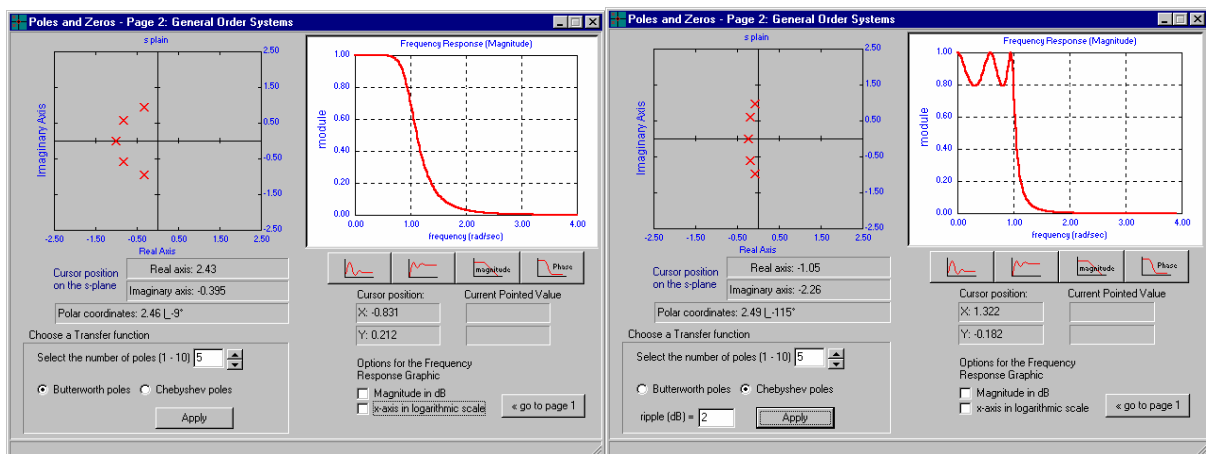 Poles and Zeros - Page 2: General Order Systems
s plain
2.50
1.50
0.50
-0.50
-1.50
-2.50
Imaginary Axis
-2.50 -1.50 -0.50 0.50 1.50 2.50
Real Axis
Frequency Response (Magnitude)
1.00
0.80
0.60
0.40
0.20
0.00
module
0.00 1.00 2.00 3.00 4.00
frequency (rad/sec)
magnitude
Phase
Cursor position
on the s-plane
Real axis: 2.43
Imaginary axis: -0.395
Polar coordinates: 2.46 |_-9°
Cursor position:
X: -0.831
Y: 0.212
Current Pointed Value
Choose a Transfer function
Select the number of poles (1 - 10) 5
Butterworth poles Chebyshev poles
Apply
Options for the Frequency
Response Graphic
Magnitude in dB
x-axis in logarithmic scale
« go to page 1
Poles and Zeros - Page 2: General Order Systems
s plain
2.50
1.50
0.50
-0.50
-1.50
-2.50
Imaginary Axis
-2.50 -1.50 -0.50 0.50 1.50 2.50
Real Axis
Frequency Response (Magnitude)
1.00
0.80
0.60
0.40
0.20
0.00
module
0.00 1.00 2.00 3.00 4.00
frequency (rad/sec)
magnitude
Phase
Cursor position
on the s-plane
Real axis: -1.05
Imaginary axis: -2.26
Polar coordinates: 2.49 |_-115°
Cursor position:
X: 1.322
Y: -0.182
Current Pointed Value
Choose a Transfer function
Select the number of poles (1 - 10) 5
Butterworth poles Chebyshev poles
ripple (dB) = 2
Apply
Options for the Frequency
Response Graphic
Magnitude in dB
x-axis in logarithmic scale
« go to page 1